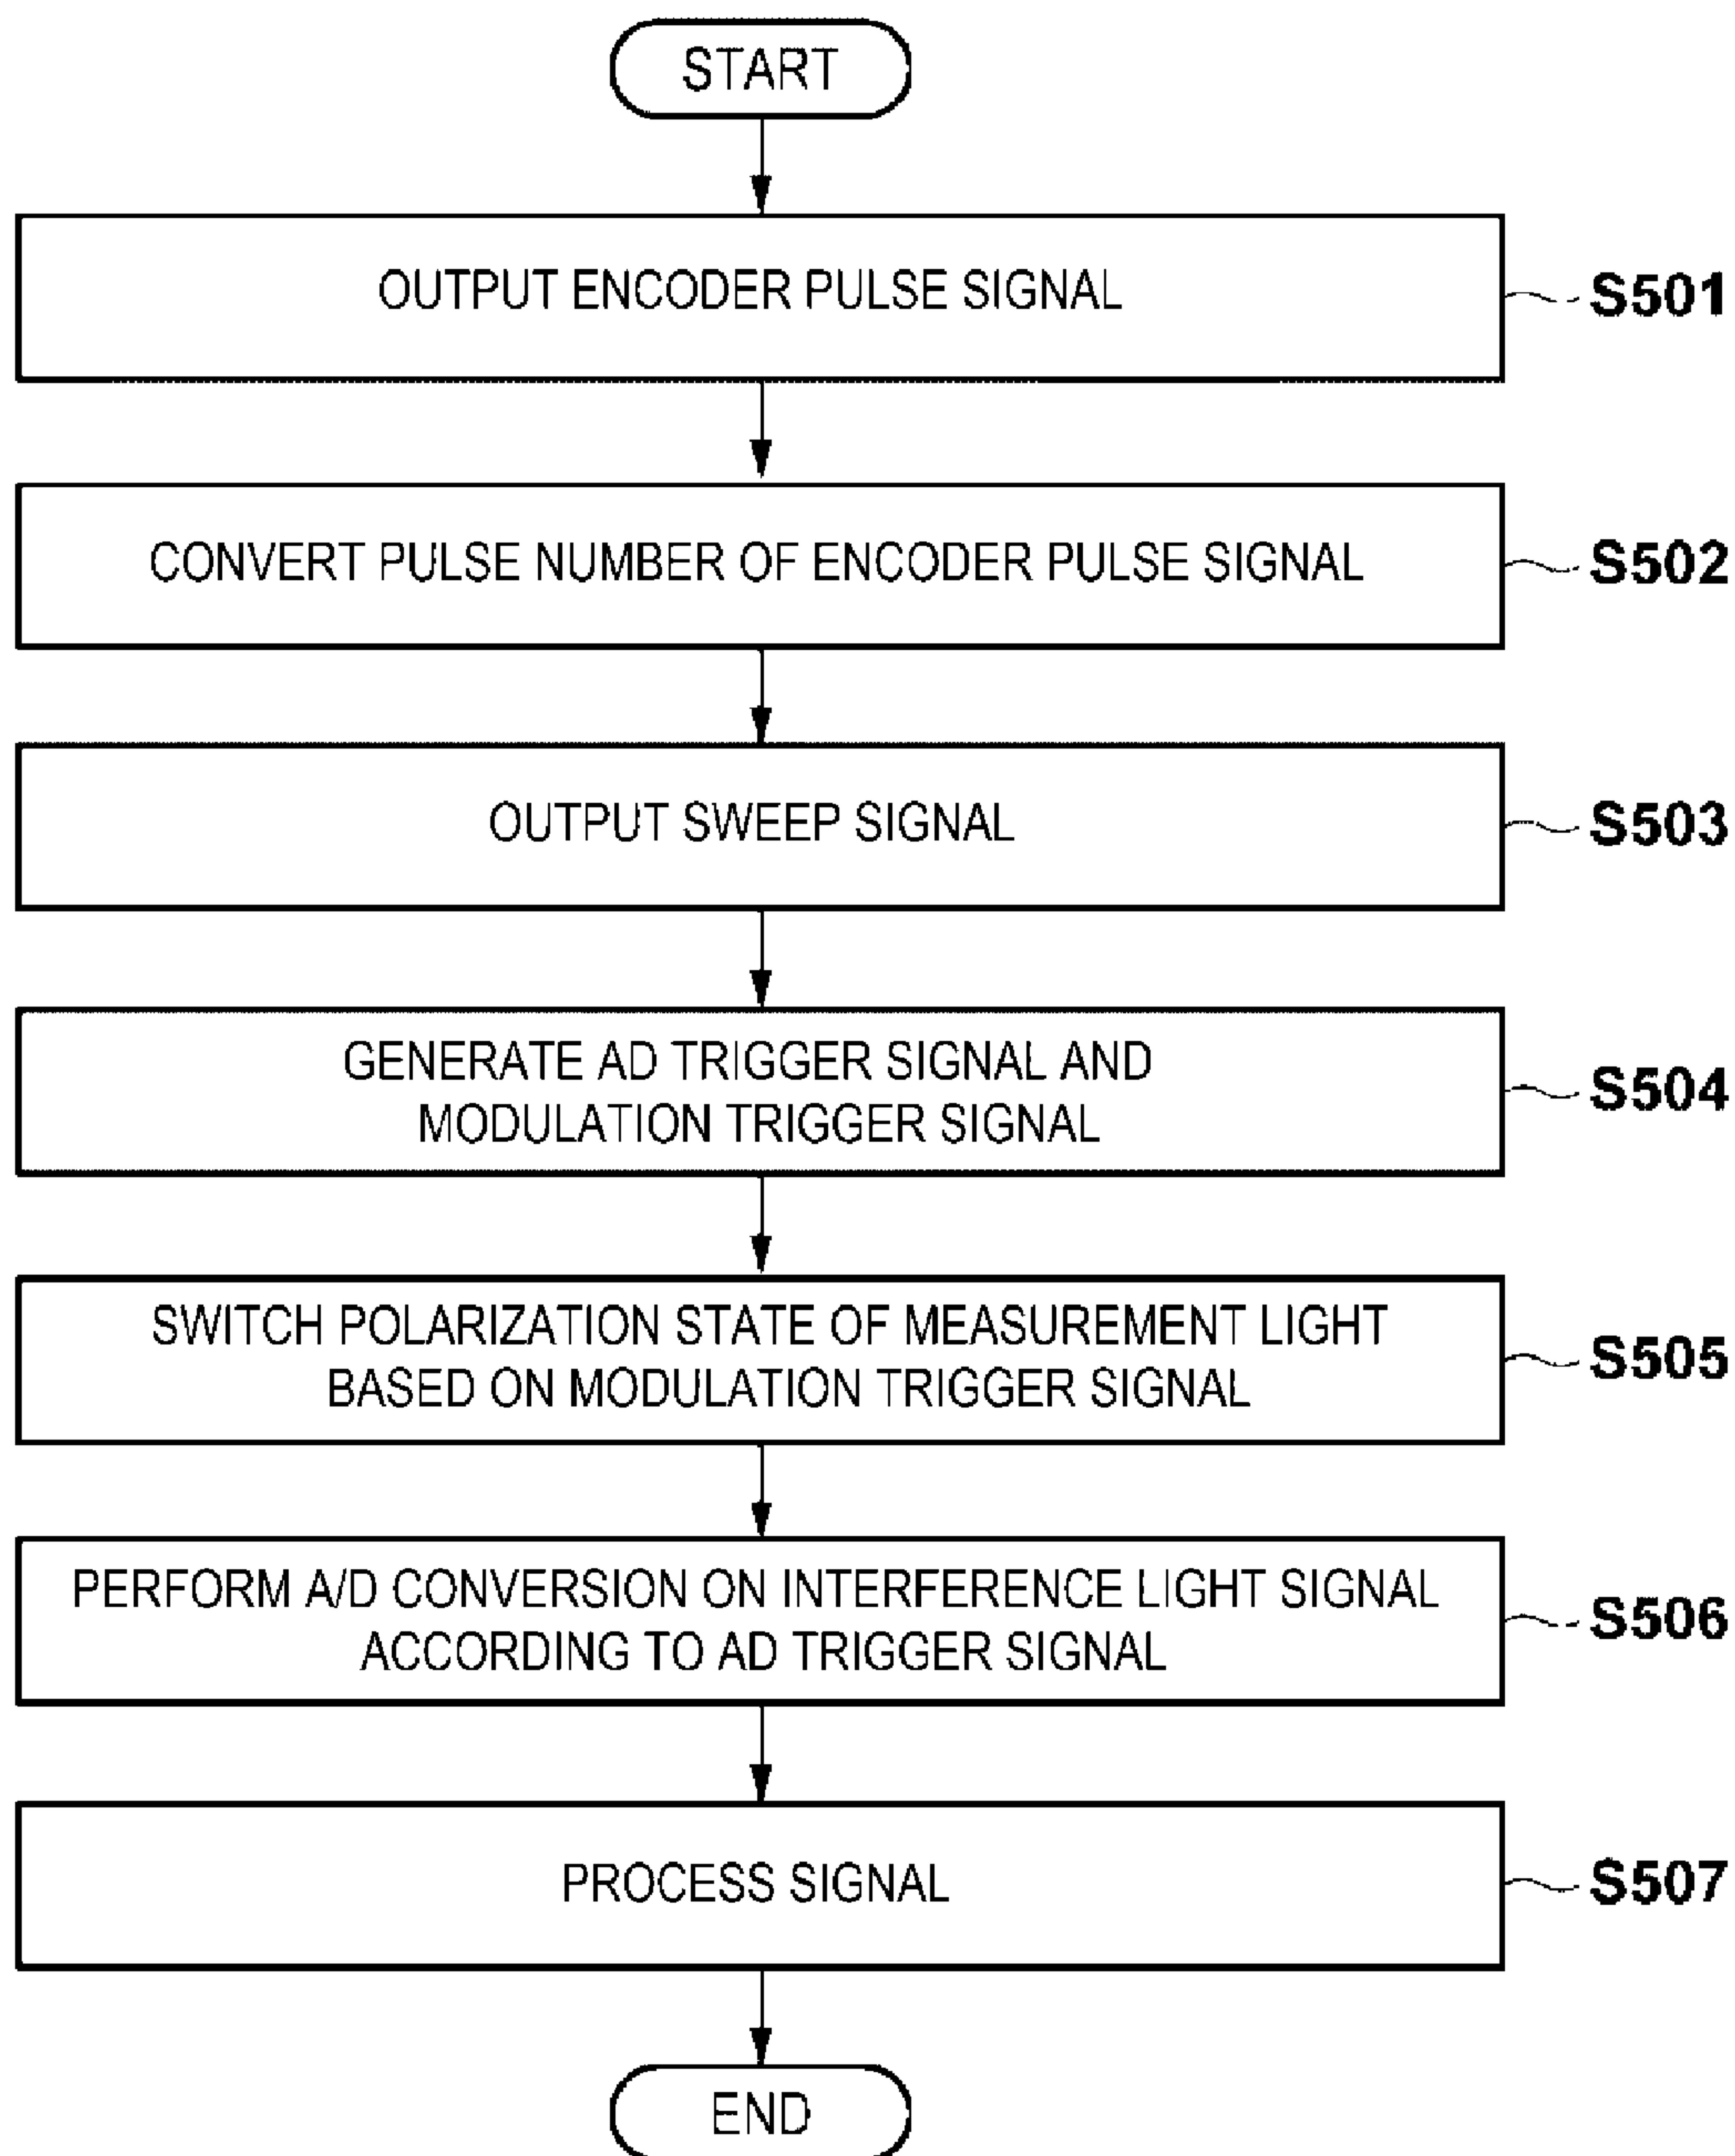 START
OUTPUT ENCODER PULSE SIGNAL
S501
CONVERT PULSE NUMBER OF ENCODER PULSE SIGNAL
S502
OUTPUT SWEEP SIGNAL
S503
GENERATE AD TRIGGER SIGNAL AND
MODULATION TRIGGER SIGNAL
S504
SWITCH POLARIZATION STATE OF MEASUREMENT LIGHT
BASED ON MODULATION TRIGGER SIGNAL
S505
PERFORM A/D CONVERSION ON INTERFERENCE LIGHT SIGNAL
ACCORDING TO AD TRIGGER SIGNAL
S506
PROCESS SIGNAL
S507
END